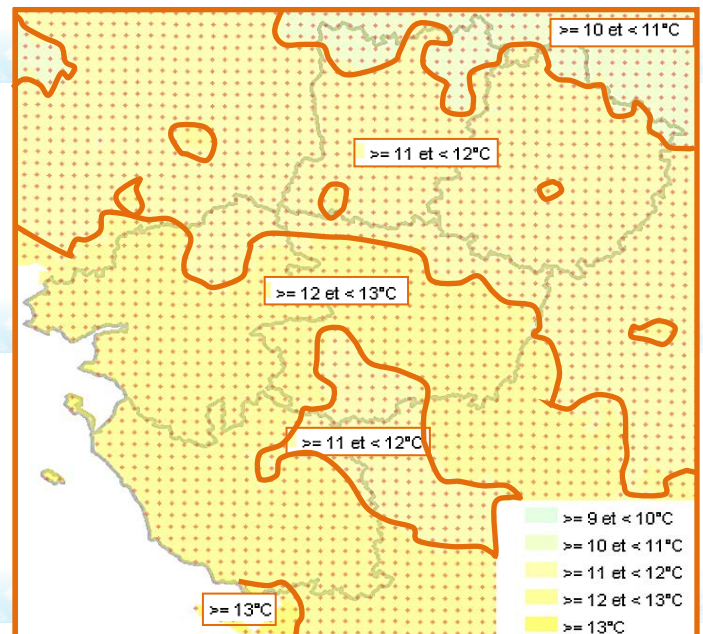 >= 10 et < 11°C
>= 11 et < 12°C
>= 12 et < 13°C
>= 11 et < 12°C
>= 13°C
>= 9 et < 10°C
>= 10 et < 11°C
>= 11 et < 12°C
>= 12 et < 13°C
>= 13°C